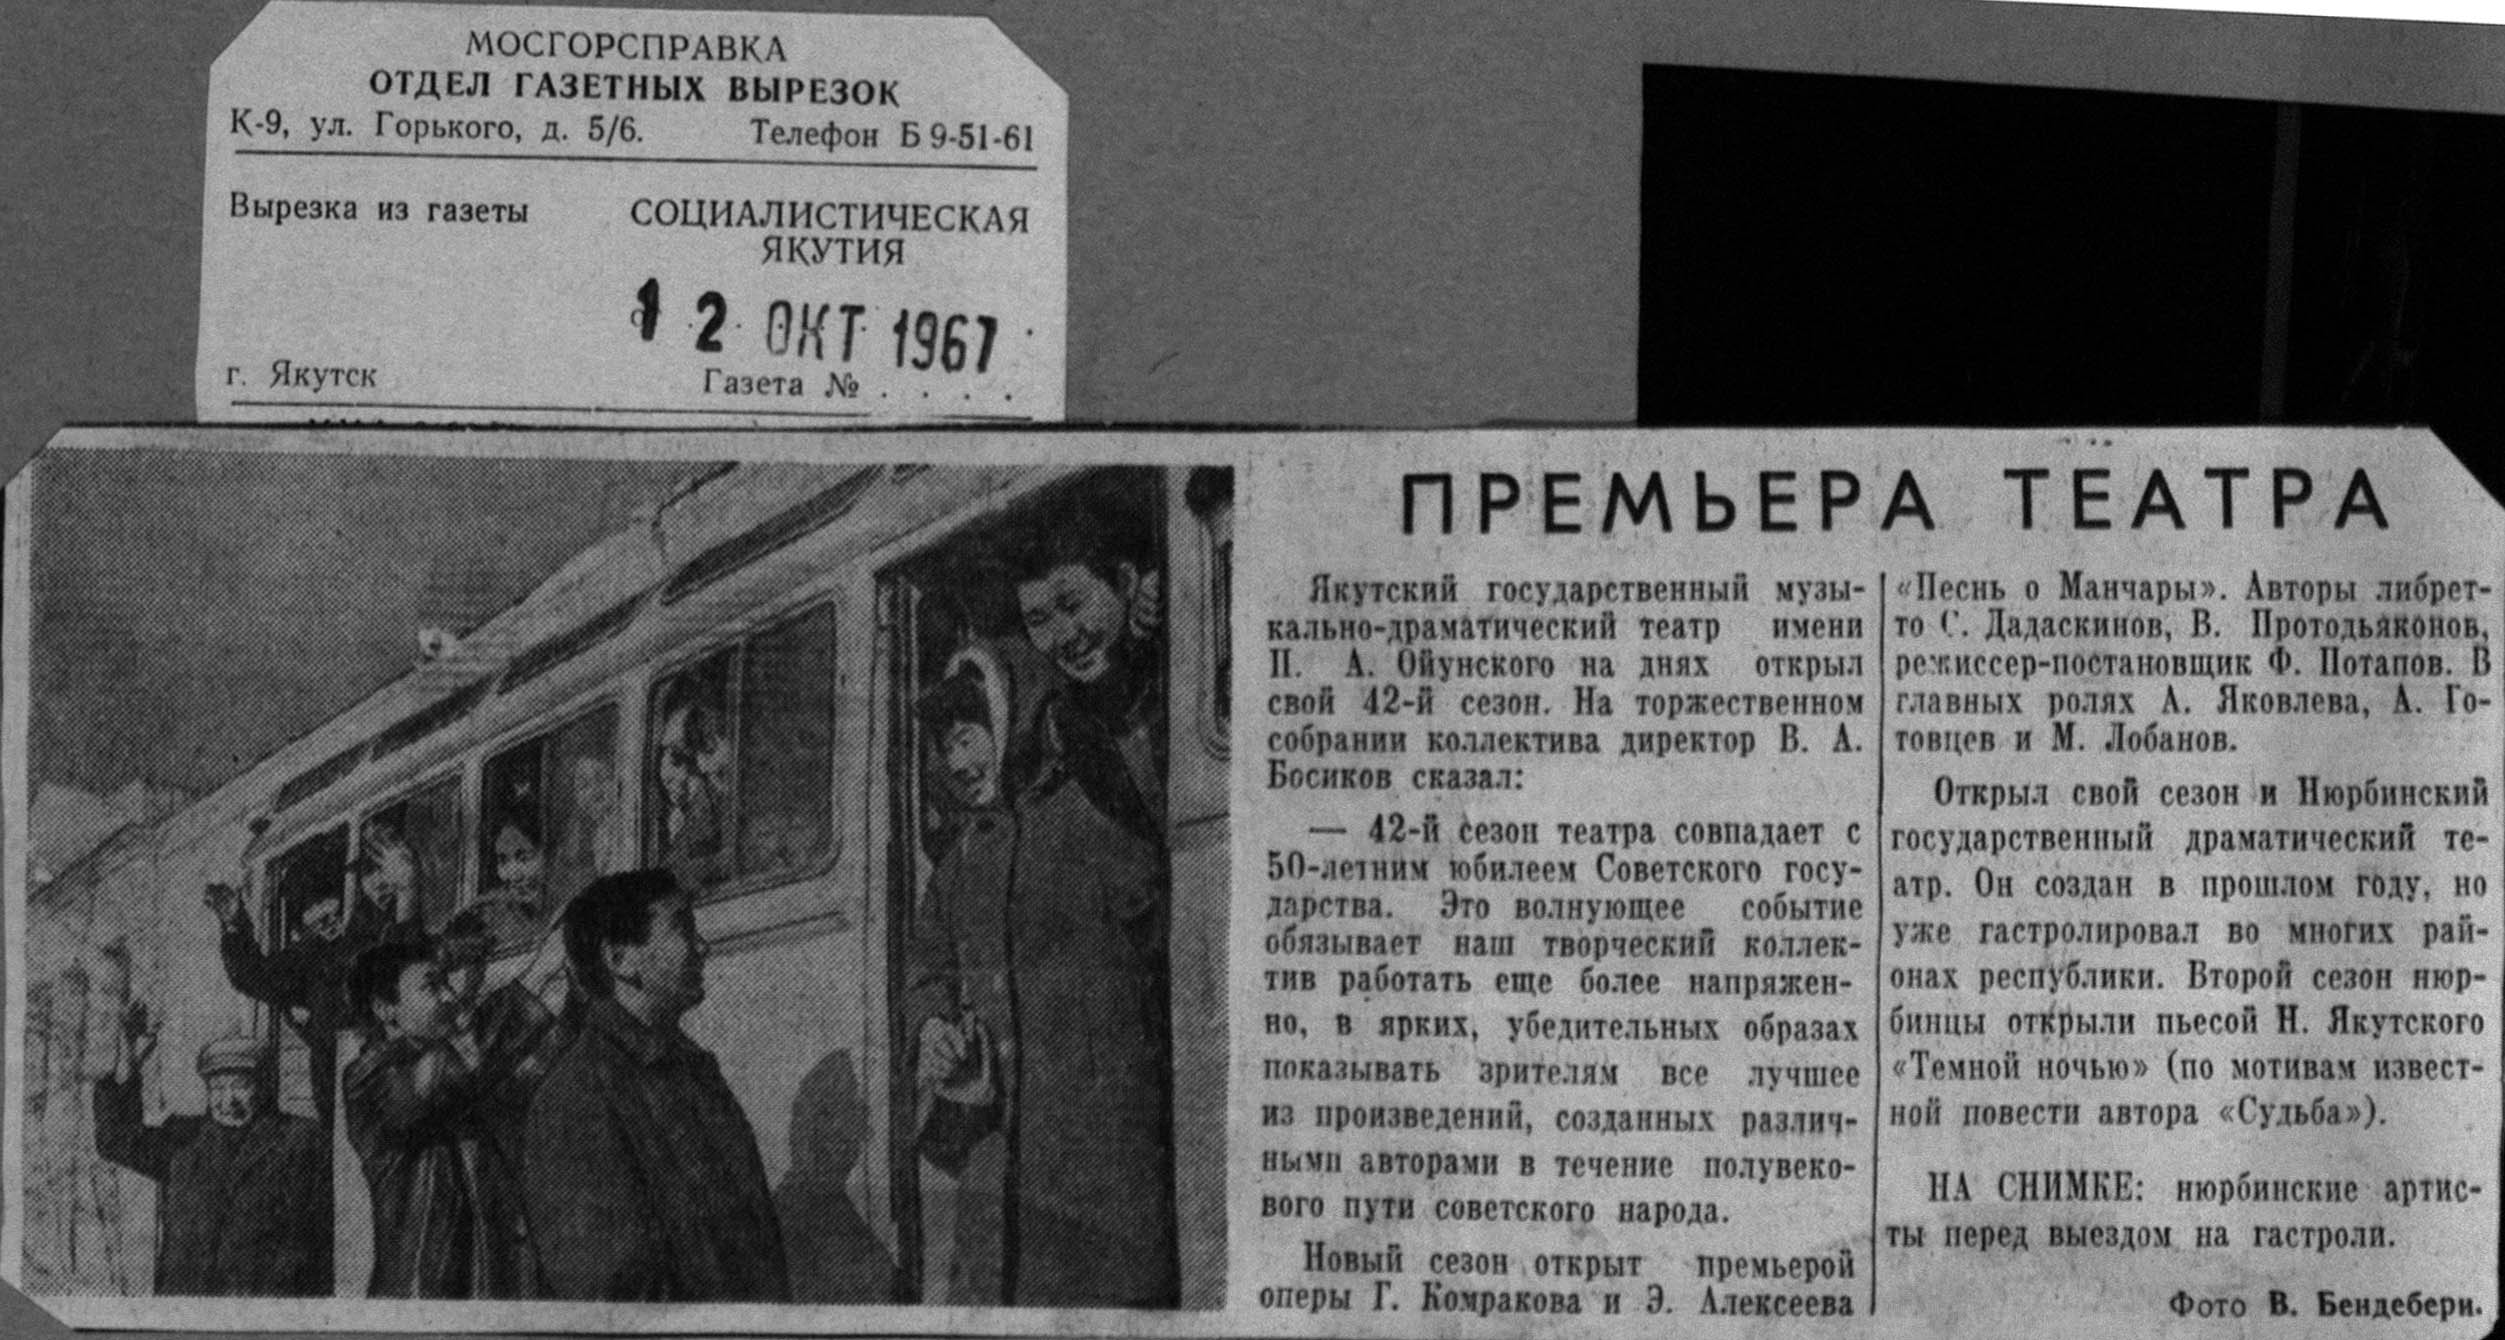 МОСГОРСПРАВКА
ОТДЕЛ ГАЗЕТНЫХ ВЫРЕЗОК
К-9, ул. Горького, д. 5/6. Телефон Б 9-51-61
Вырезка из газеты СОЦИАЛИСТИЧЕСКАЯ
ЯКУТИЯ
12 ОКТ 1967
г. Якутск Газета № . . . .
ПРЕМЬЕРА ТЕАТРА
Якутский государственный музы-
кально-драматический театр имени
П. А. Ойунского на днях открыл
свой 42-й сезон. На торжественном
собрании коллектива директор В. А.
Босиков сказал:
— 42-й сезон театра совпадает с
50-летним юбилеем Советского госу-
дарства. Это волнующее событие
обязывает наш творческий коллек-
тив работать еще более напряжен-
но, в ярких, убедительных образах
показывать зрителям все лучшее
из произведений, созданных различ-
ными авторами в течение полувеко-
вого пути советского народа.
Новый сезон открыт премьерой
оперы Г. Комракова и Э. Алексеева
«Песнь о Манчары». Авторы либрет-
то С. Дадаскинов, В. Протодьяконов,
режиссер-постановщик Ф. Потапов. В
главных ролях А. Яковлева, А. Го-
товцев и М. Лобанов.
Открыл свой сезон и Нюрбинский
государственный драматический те-
атр. Он создан в прошлом году, но
уже гастролировал во многих рай-
онах республики. Второй сезон нюр-
бинцы открыли пьесой Н. Якутского
«Темной ночью» (по мотивам извест-
ной повести автора «Судьба»).
НА СНИМКЕ: нюрбинские артис-
ты перед выездом на гастроли.
Фото В. Бендебери.